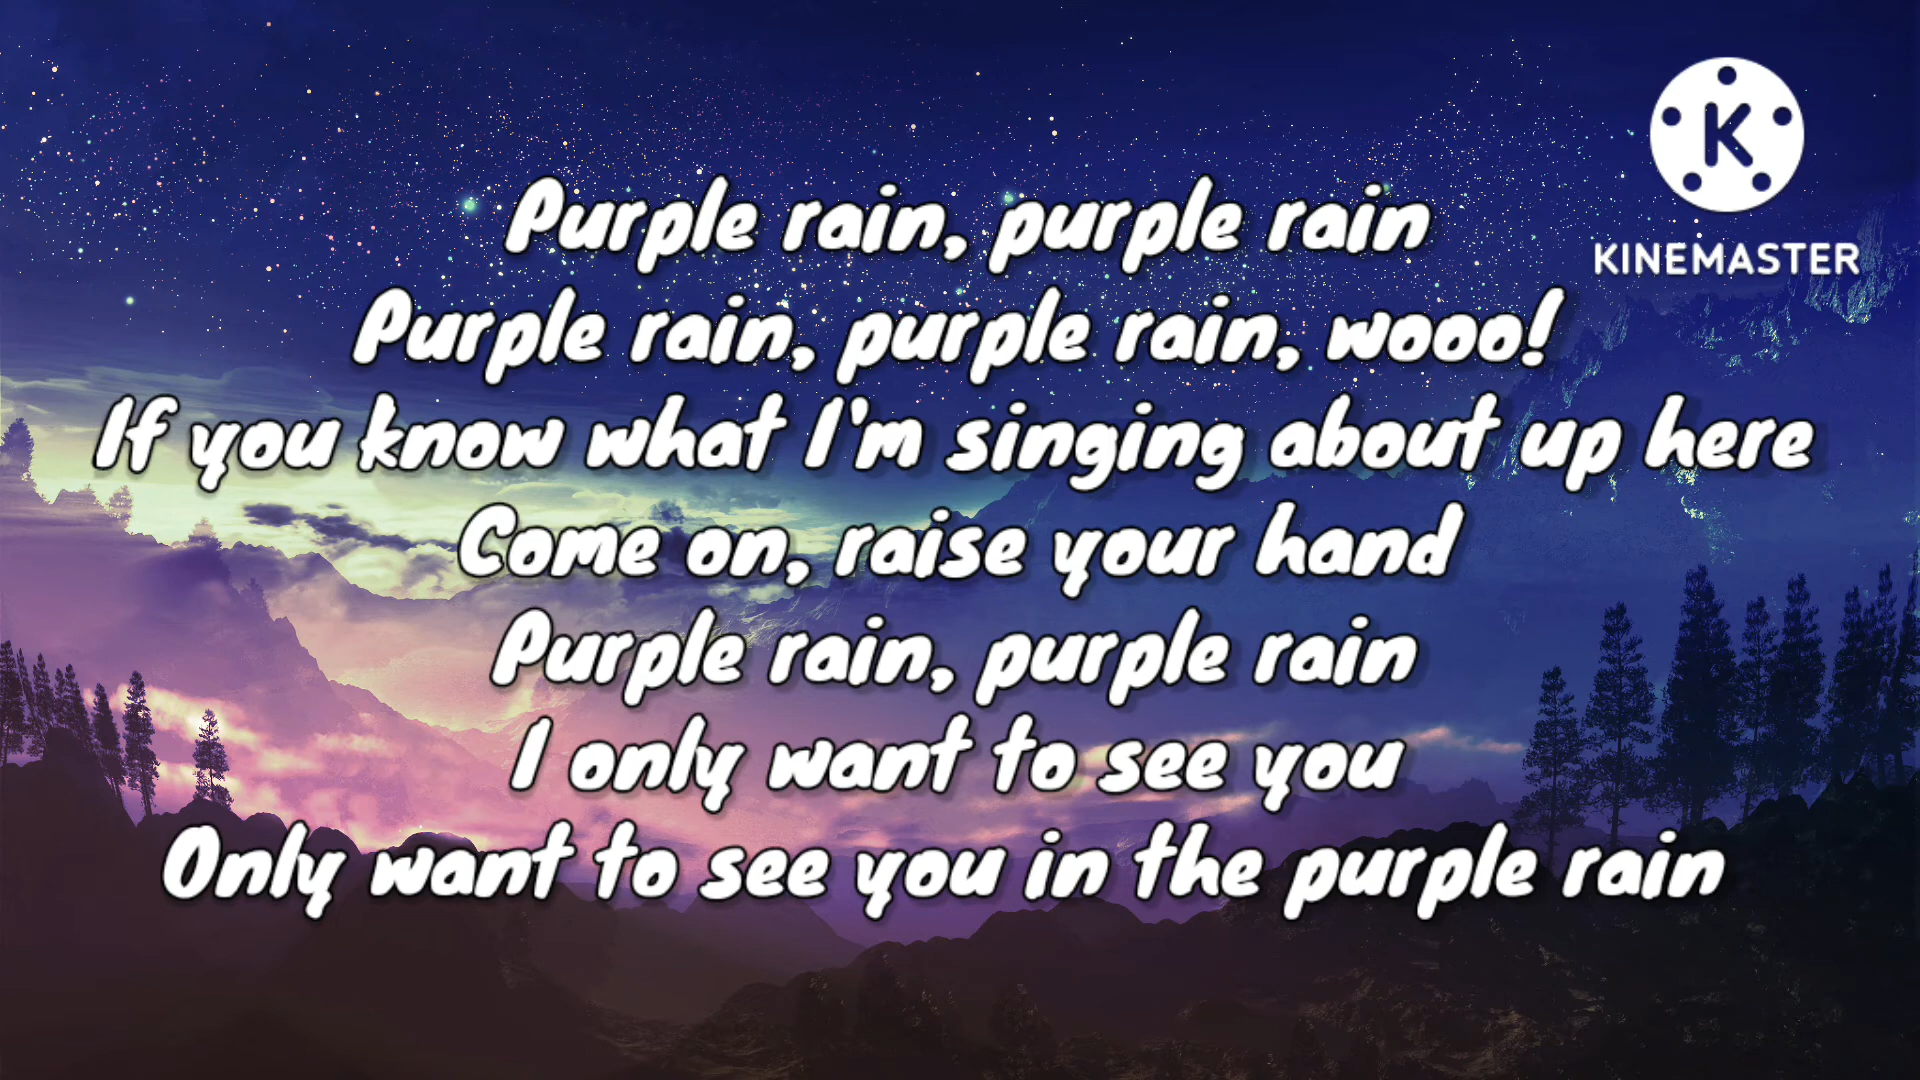 Purple rain, purple rain
Purple rain, purple rain, wooo!
If you know what I'm singing about up here
Come on, raise your hand
Purple rain, purple rain
I only want to see you
Only want to see you in the purple rain
K
KINEMASTER